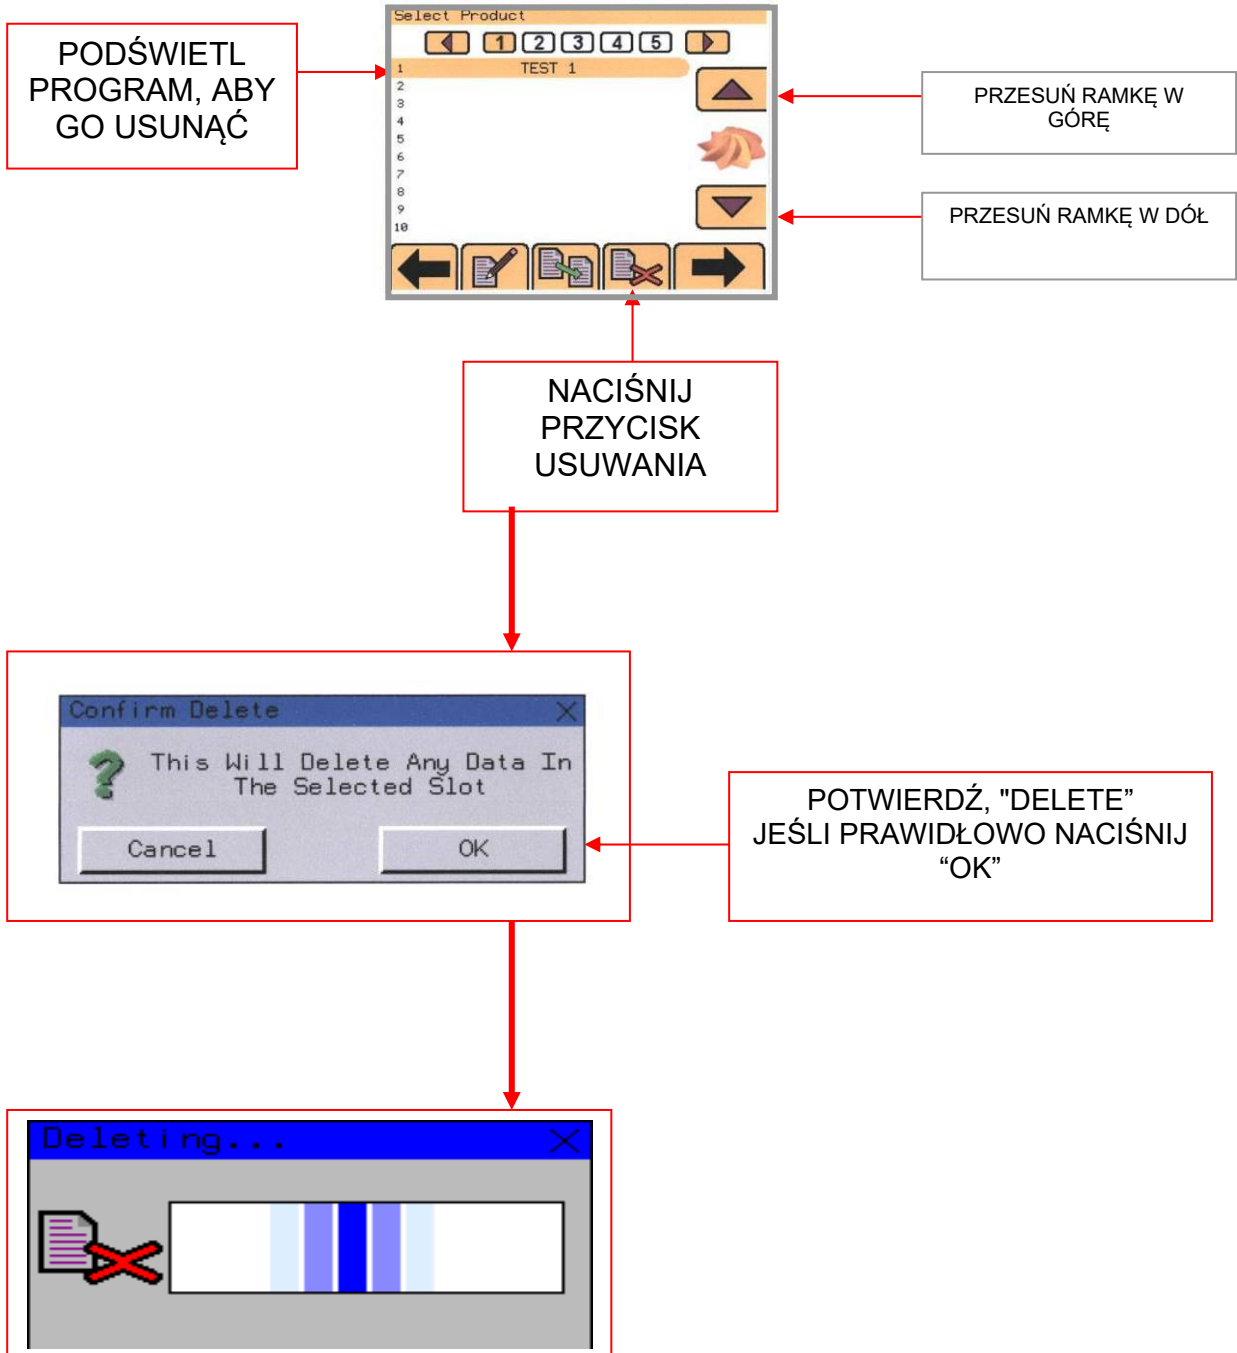 Select Product
1 2 3 4 5
PODŚWIETL
PROGRAM, ABY
GO USUNĄĆ
1 TEST 1
2
3
4
5
6
7
8
9
10
PRZESUŃ RAMKĘ W
GÓRĘ
PRZESUŃ RAMKĘ W DÓŁ
NACIŚNIJ
PRZYCISK
USUWANIA
Confirm Delete
This Will Delete Any Data In
The Selected Slot
Cancel OK
POTWIERDŹ, "DELETE”
JEŚLI PRAWIDŁOWO NACIŚNIJ
“OK”
Deleting...